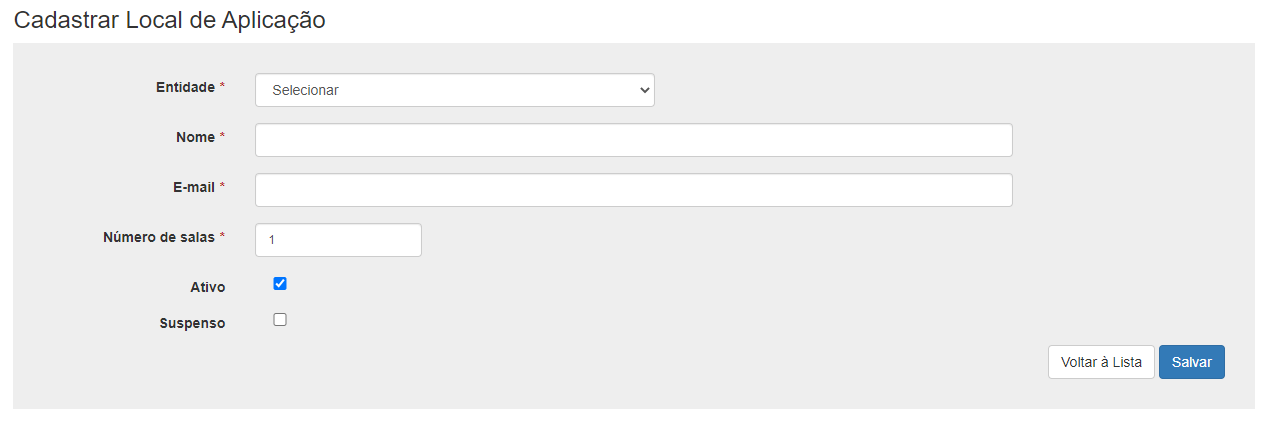 Cadastrar Local de Aplicação
Entidade * Selecionar
Nome *
E-mail *
Número de salas * 1
Ativo
Suspenso
Voltar à Lista Salvar